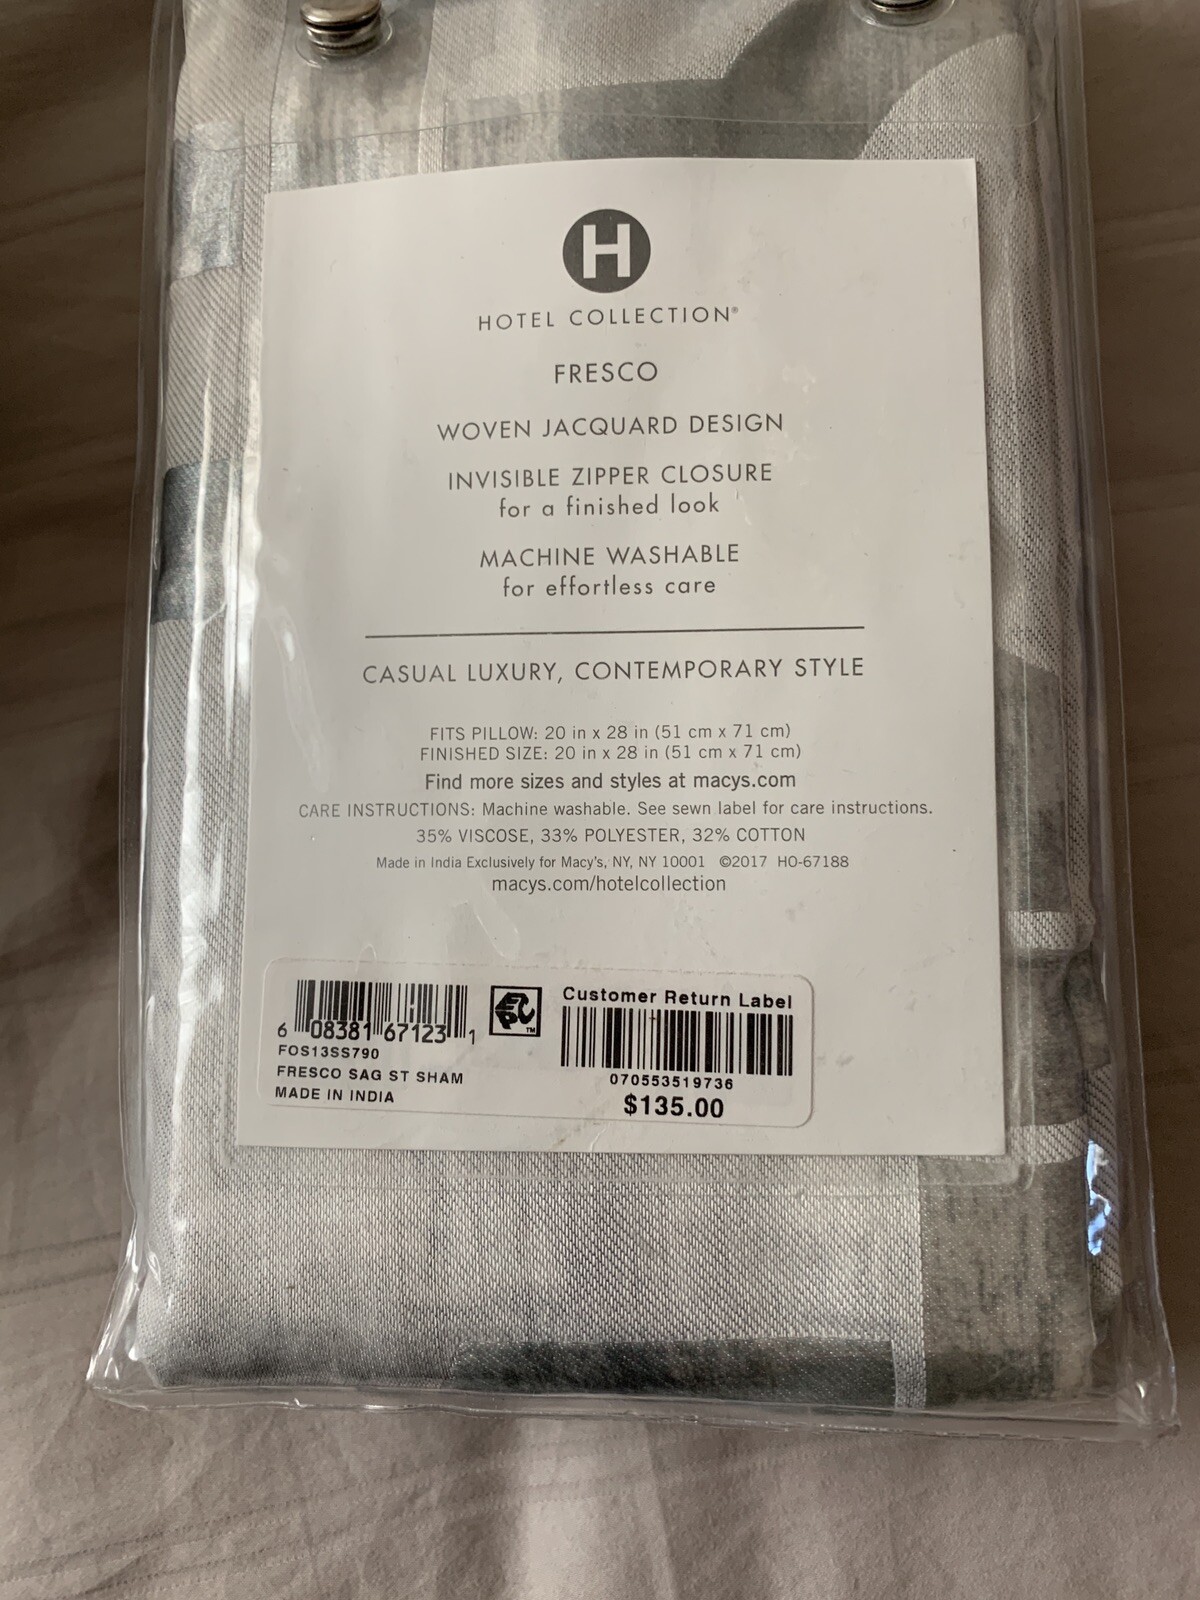 H
HOTEL COLLECTION®
FRESCO
WOVEN JACQUARD DESIGN
INVISIBLE ZIPPER CLOSURE
for a finished look
MACHINE WASHABLE
for effortless care
CASUAL LUXURY, CONTEMPORARY STYLE
FITS PILLOW: 20 in x 28 in (51 cm x 71 cm)
FINISHED SIZE: 20 in x 28 in (51 cm x 71 cm)
Find more sizes and styles at macys.com
CARE INSTRUCTIONS: Machine washable. See sewn label for care instructions.
35% VISCOSE, 33% POLYESTER, 32% COTTON
Made in India Exclusively for Macy's, NY, NY 10001 ©2017 HO-67188
macys.com/hotelcollection
6 08381 67123 1
FOS13SS790
FRESCO SAG ST SHAM
MADE IN INDIA
EPC™
Customer Return Label
070553519736
$135.00